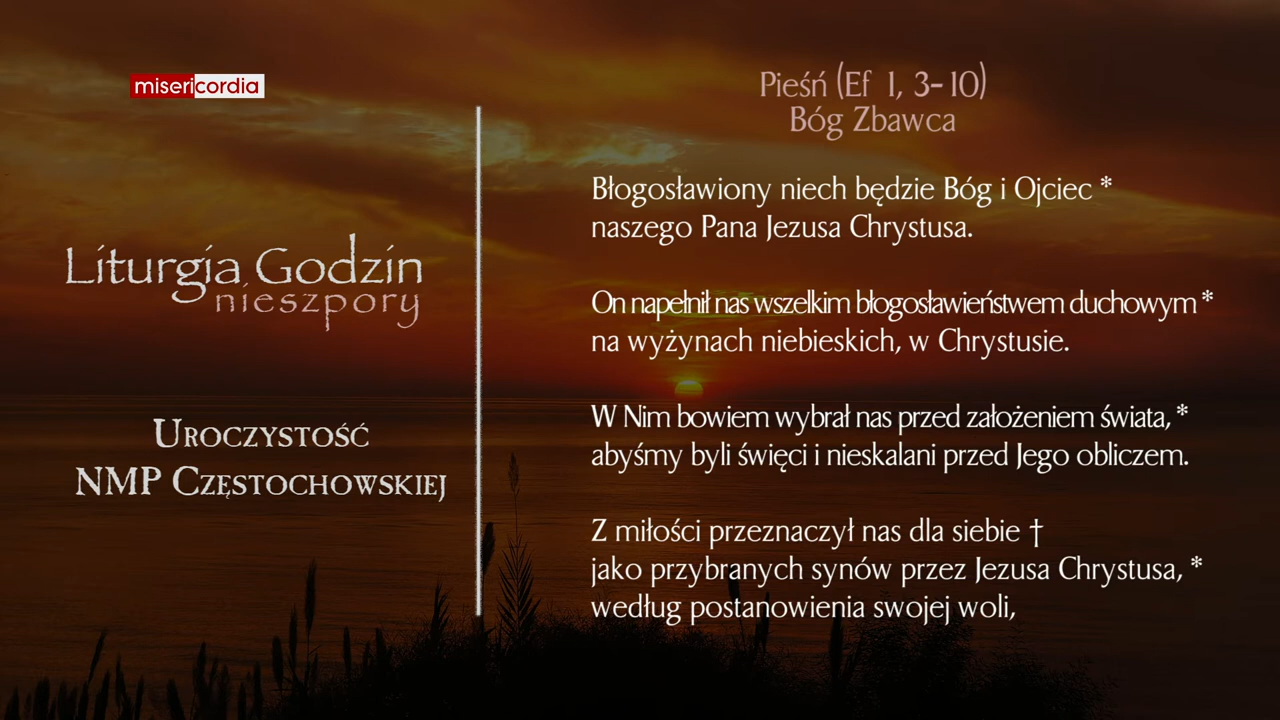 misericordia
Liturgia Godzin
nieszpory
Uroczystość
NMP Częstochowskiej
Pieśń (Ef 1, 3-10)
Bóg Zbawca
Błogosławiony niech będzie Bóg i Ojciec *
naszego Pana Jezusa Chrystusa.
On napełnił nas wszelkim błogosławieństwem duchowym *
na wyżynach niebieskich, w Chrystusie.
W Nim bowiem wybrał nas przed założeniem świata, *
abyśmy byli święci i nieskalani przed Jego obliczem.
Z miłości przeznaczył nas dla siebie †
jako przybranych synów przez Jezusa Chrystusa, *
według postanowienia swojej woli,